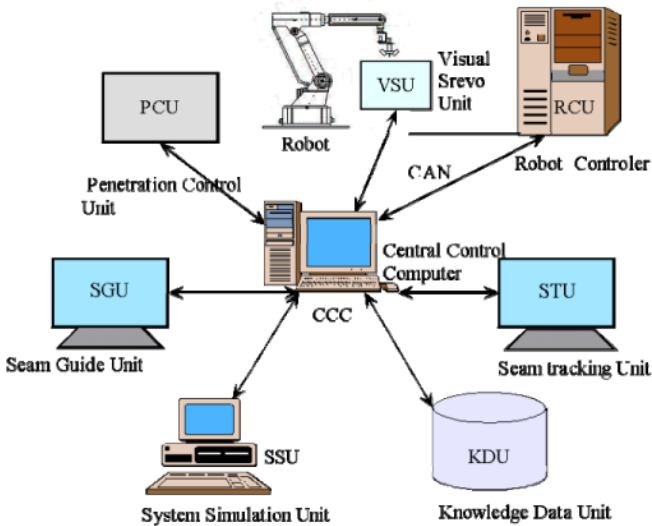 PCU
VSU
Visual
Srevo
Unit
RCU
Robot
Robot Controler
Penetration Control
Unit
CAN
Central Control
Computer
SGU
CCC
STU
Seam Guide Unit
Seam tracking Unit
SSU
KDU
System Simulation Unit
Knowledge Data Unit